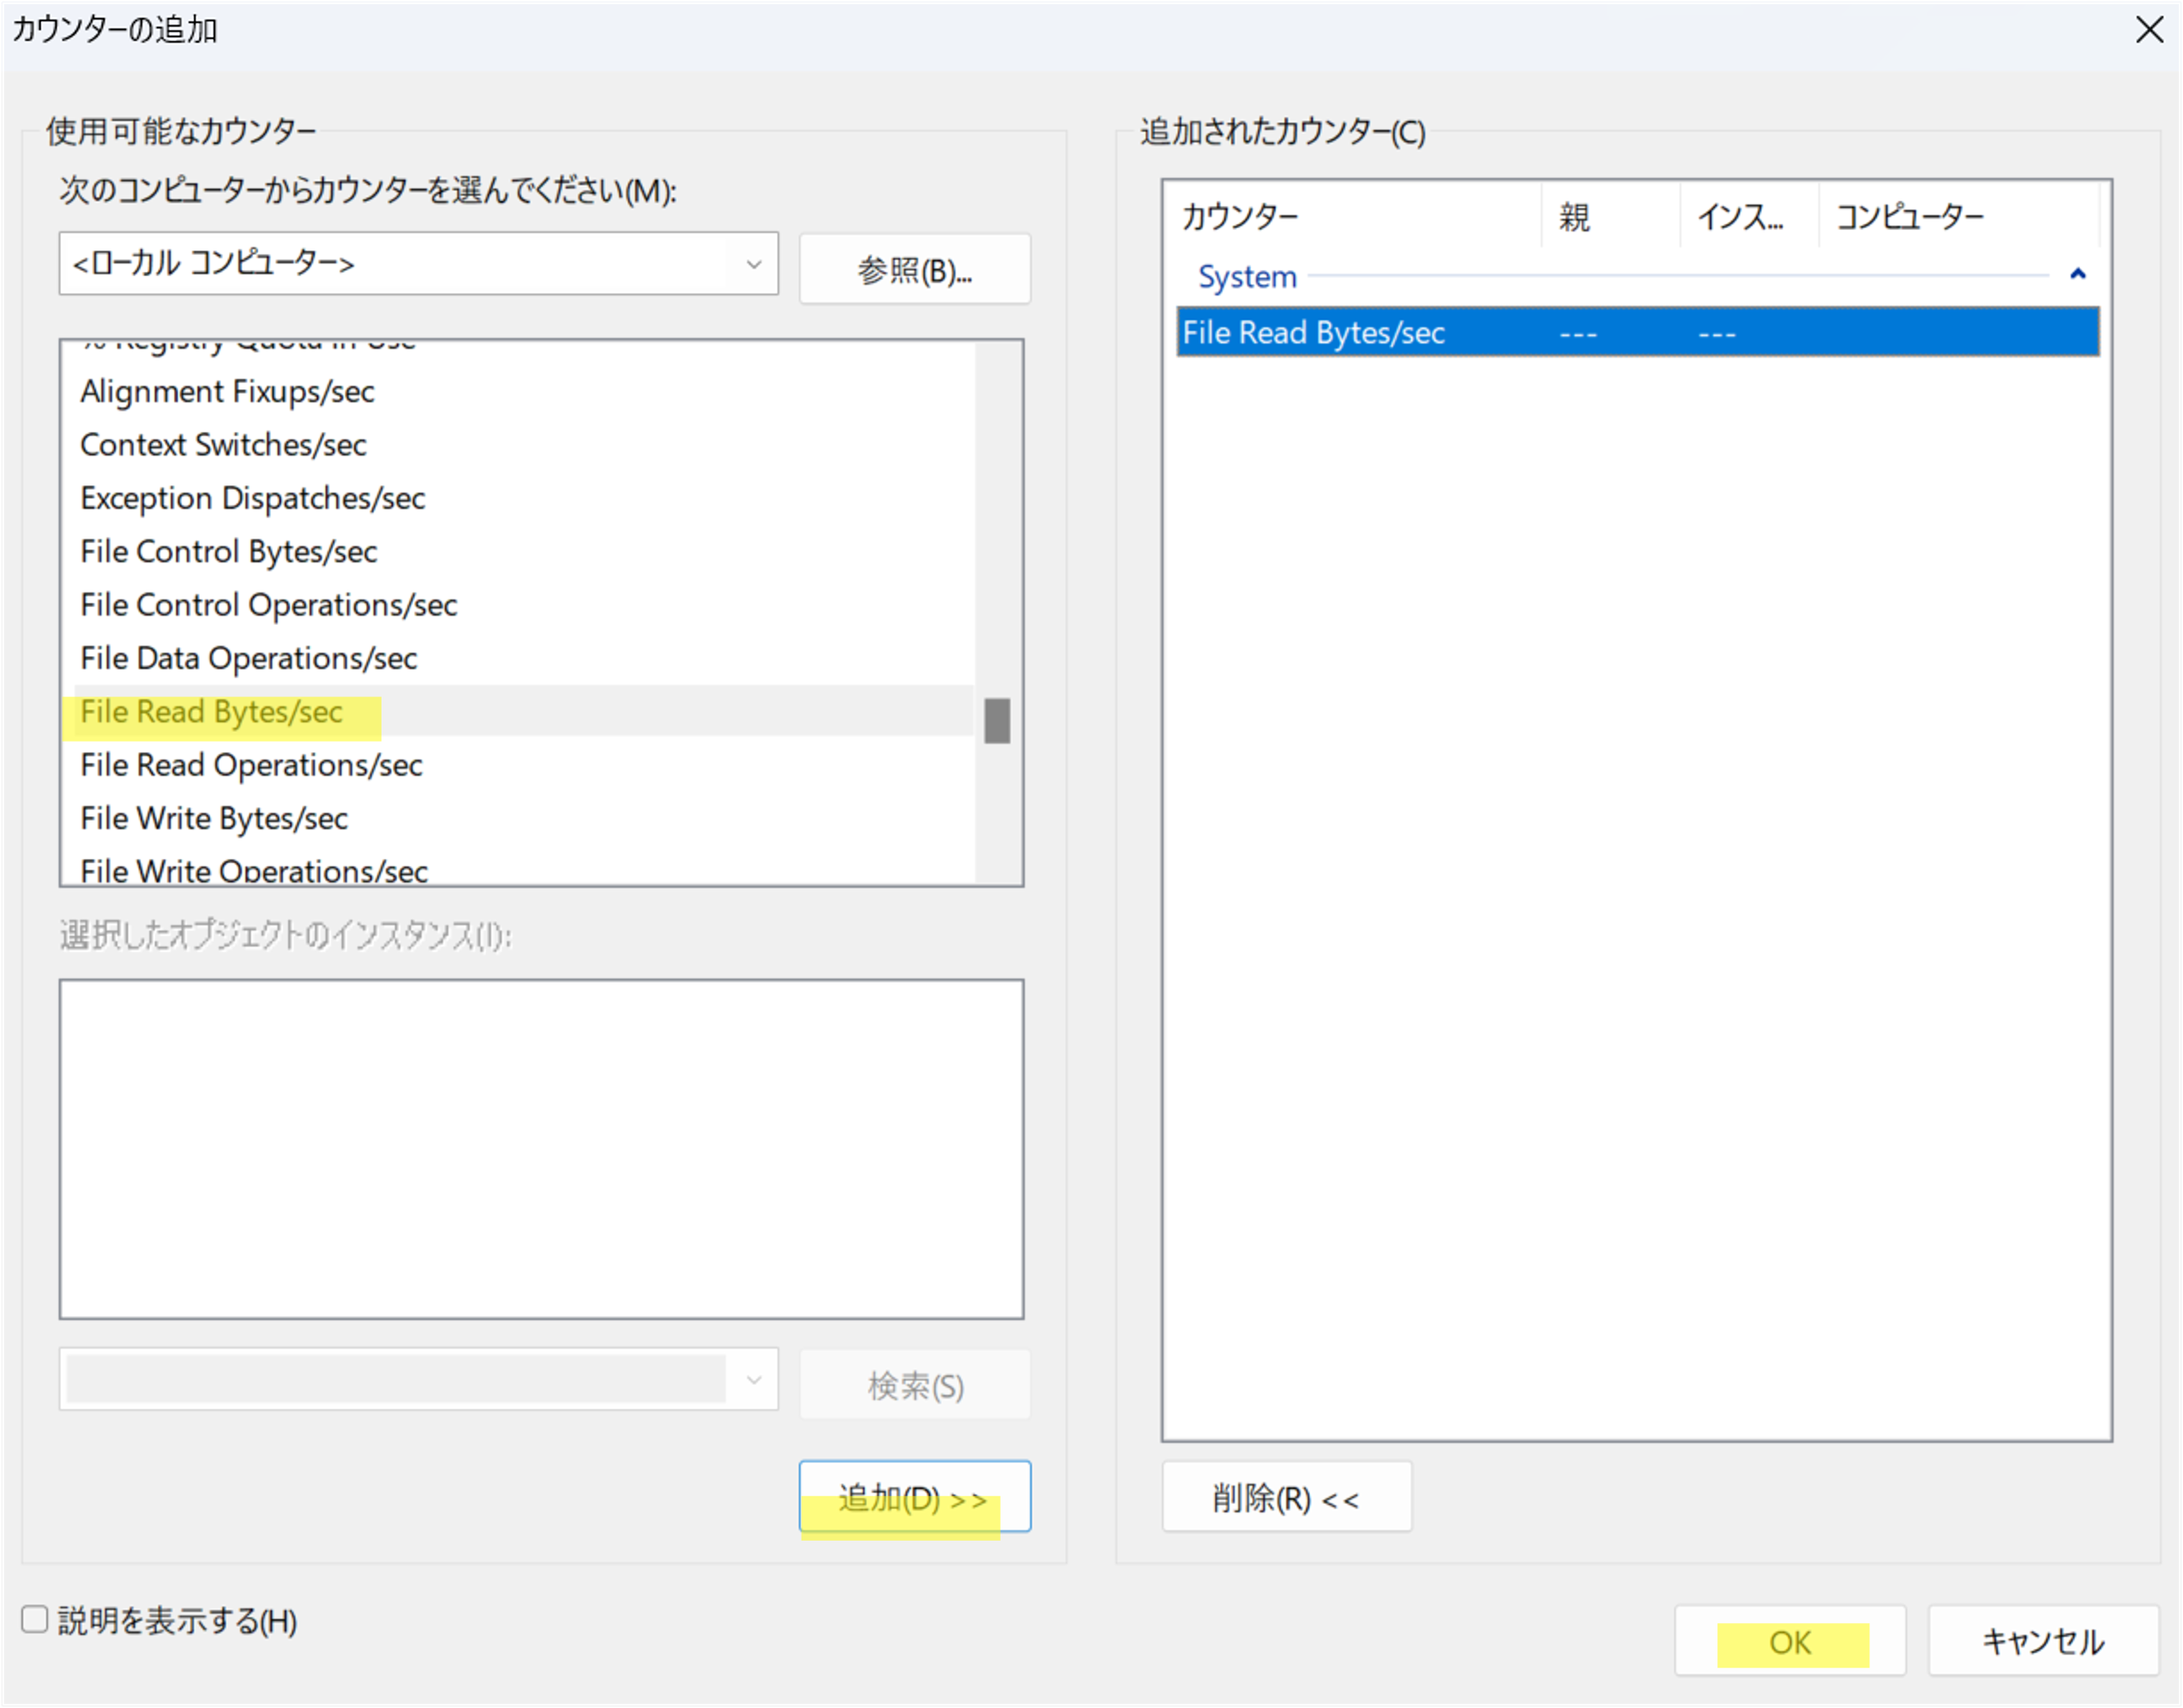 カウンターの追加
使用可能なカウンター
次のコンピューターからカウンターを選んでください(M):
<ローカル コンピューター>
参照(B)...
% Registry Quota In Use
Alignment Fixups/sec
Context Switches/sec
Exception Dispatches/sec
File Control Bytes/sec
File Control Operations/sec
File Data Operations/sec
File Read Bytes/sec
File Read Operations/sec
File Write Bytes/sec
File Write Operations/sec
選択したオブジェクトのインスタンス(I):
検索(S)
追加(D) >>
説明を表示する(H)
追加されたカウンター(C)
カウンター 親 インス... コンピューター
System
File Read Bytes/sec --- ---
削除(R) <<
OK
キャンセル